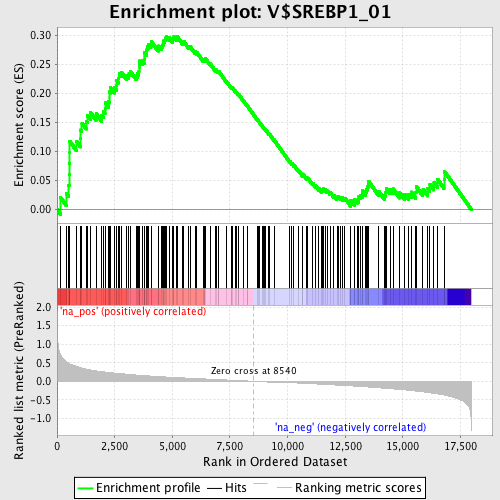 Enrichment plot: V$SREBP1_01
Enrichment score (ES)
0.30
0.25
0.20
0.15
0.10
0.05
0.00
'na_pos' (positively correlated)
Ranked list metric (PreRanked)
2.0
1.5
1.0
0.5
0.0
-0.5
-1.0
Zero cross at 8540
'na_neg' (negatively correlated)
0
2,500
5,000
7,500
10,000
12,500
15,000
17,500
Rank in Ordered Dataset
Enrichment profile
Hits
Ranking metric scores